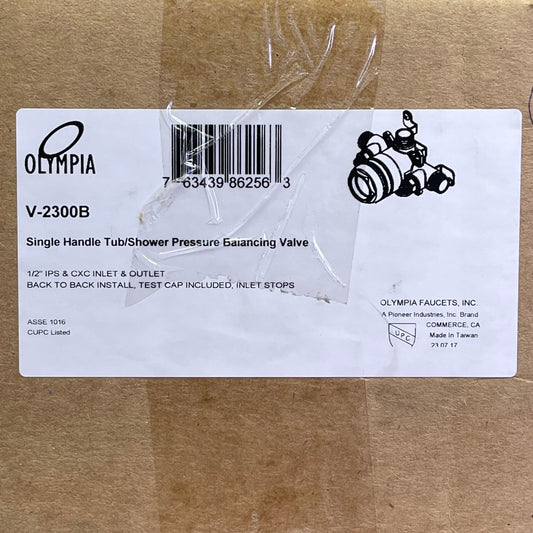 OLYMPIA
7 63439 86256 3
V-2300B
Single Handle Tub/Shower Pressure Balancing Valve
1/2" IPS & CXC INLET & OUTLET
BACK TO BACK INSTALL, TEST CAP INCLUDED, INLET STOPS
ASSE 1016
CUPC Listed
OLYMPIA FAUCETS, INC.
A Pioneer Industries, Inc. Brand
COMMERCE, CA
UPC
Made In Taiwan
23.07.17